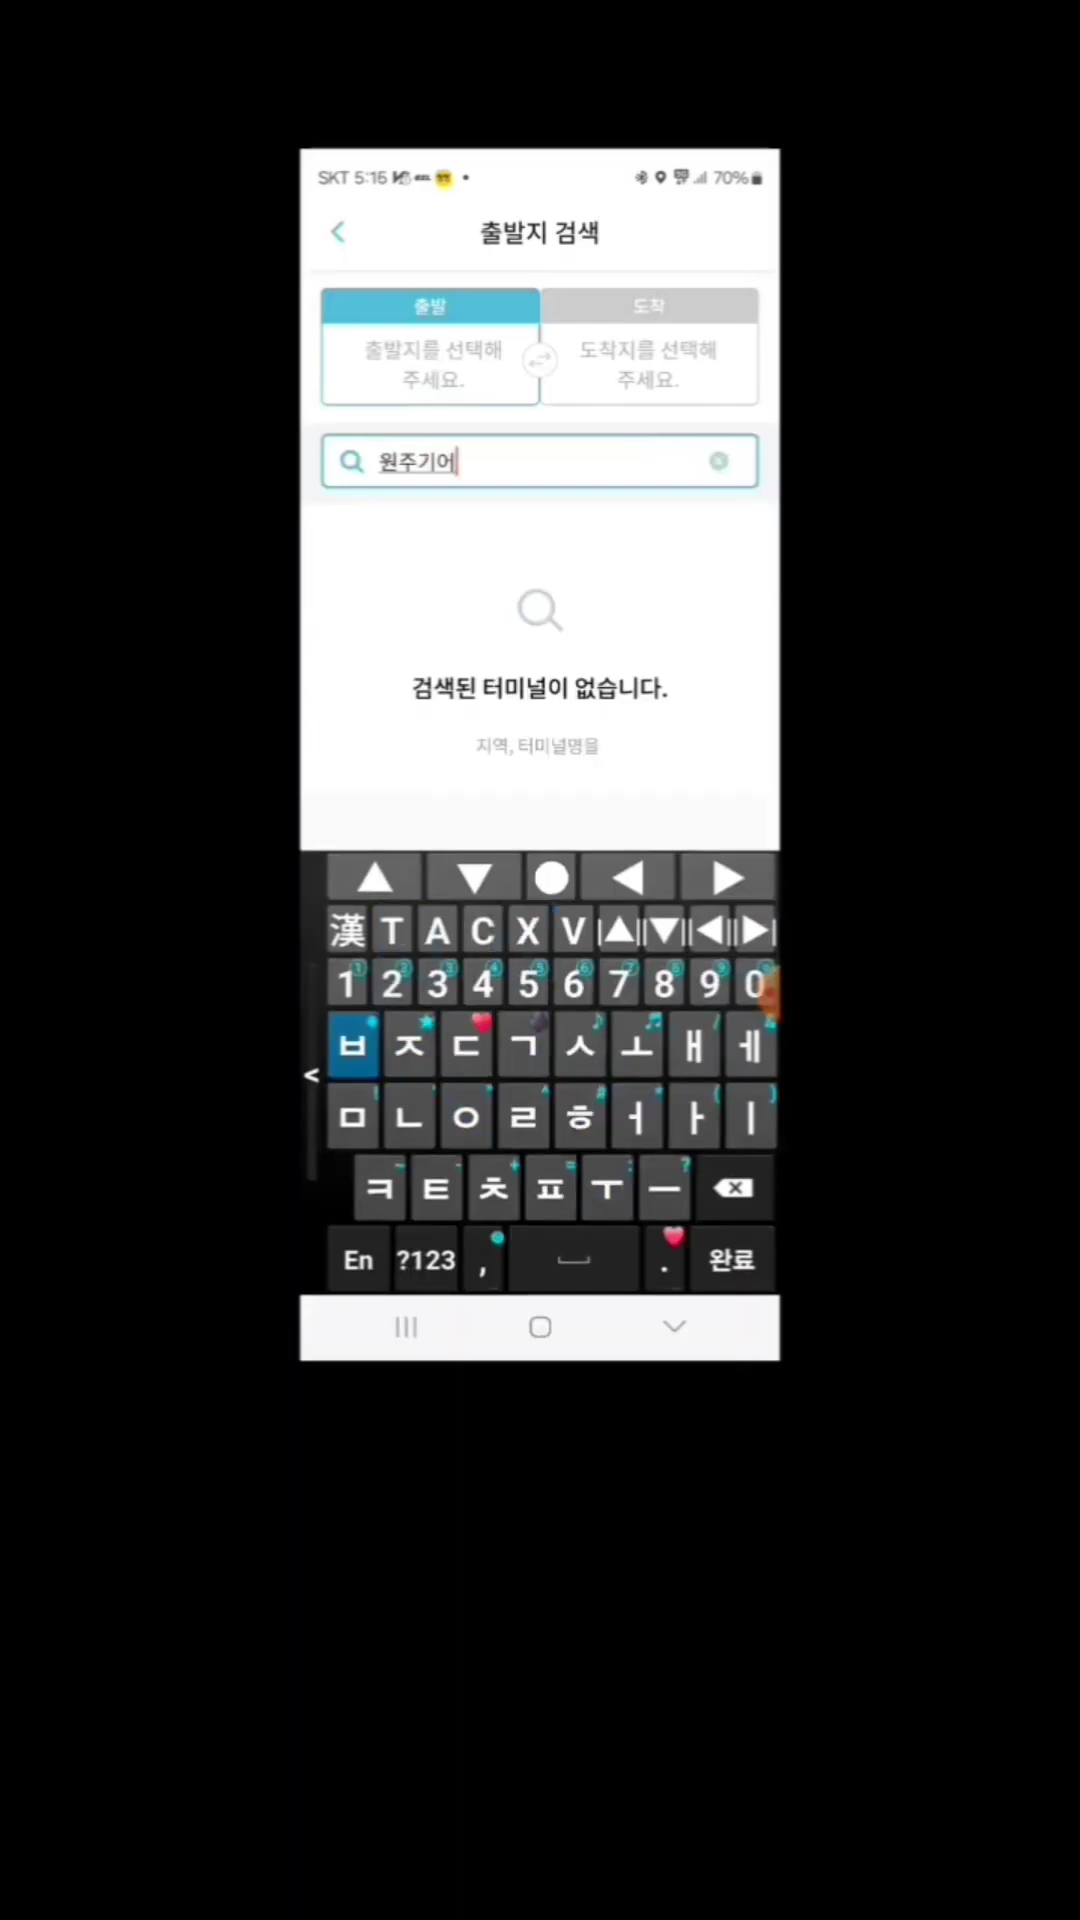 SKT 5:15 70%
출발지 검색
출발 도착
출발지를 선택해 주세요.
도착지를 선택해 주세요.
원주기어
검색된 터미널이 없습니다.
지역, 터미널명을
漢 T A C X V
1 2 3 4 5 6 7 8 9 0
ㅂ ㅈ ㄷ ㄱ ㅅ ㅗ ㅐ ㅔ
<
ㅁ ㄴ ㅇ ㄹ ㅎ ㅓ ㅏ ㅣ
ㅋ ㅌ ㅊ ㅍ ㅜ ㅡ
En ?123 , . 완료